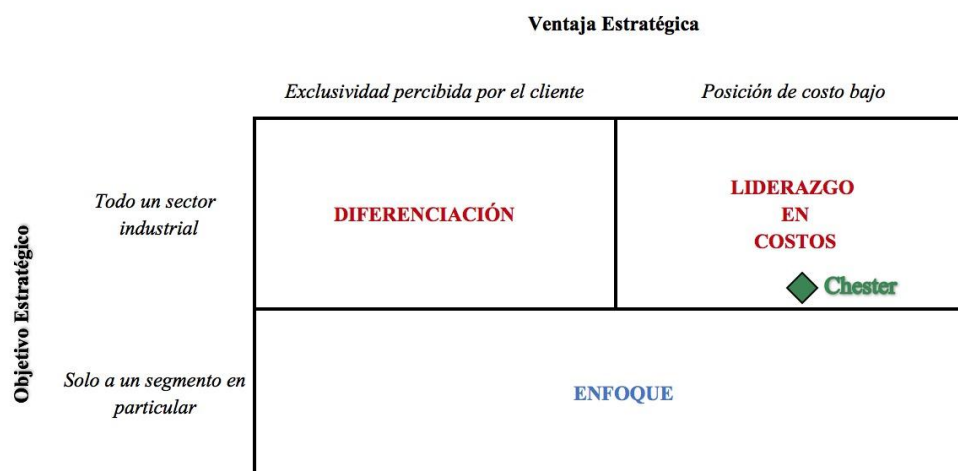 Ventaja Estratégica
Exclusividad percibida por el cliente
Posición de costo bajo
Objetivo Estratégico
Todo un sector
industrial
DIFERENCIACIÓN
LIDERAZGO
EN
COSTOS
Chester
Solo a un segmento en
particular
ENFOQUE